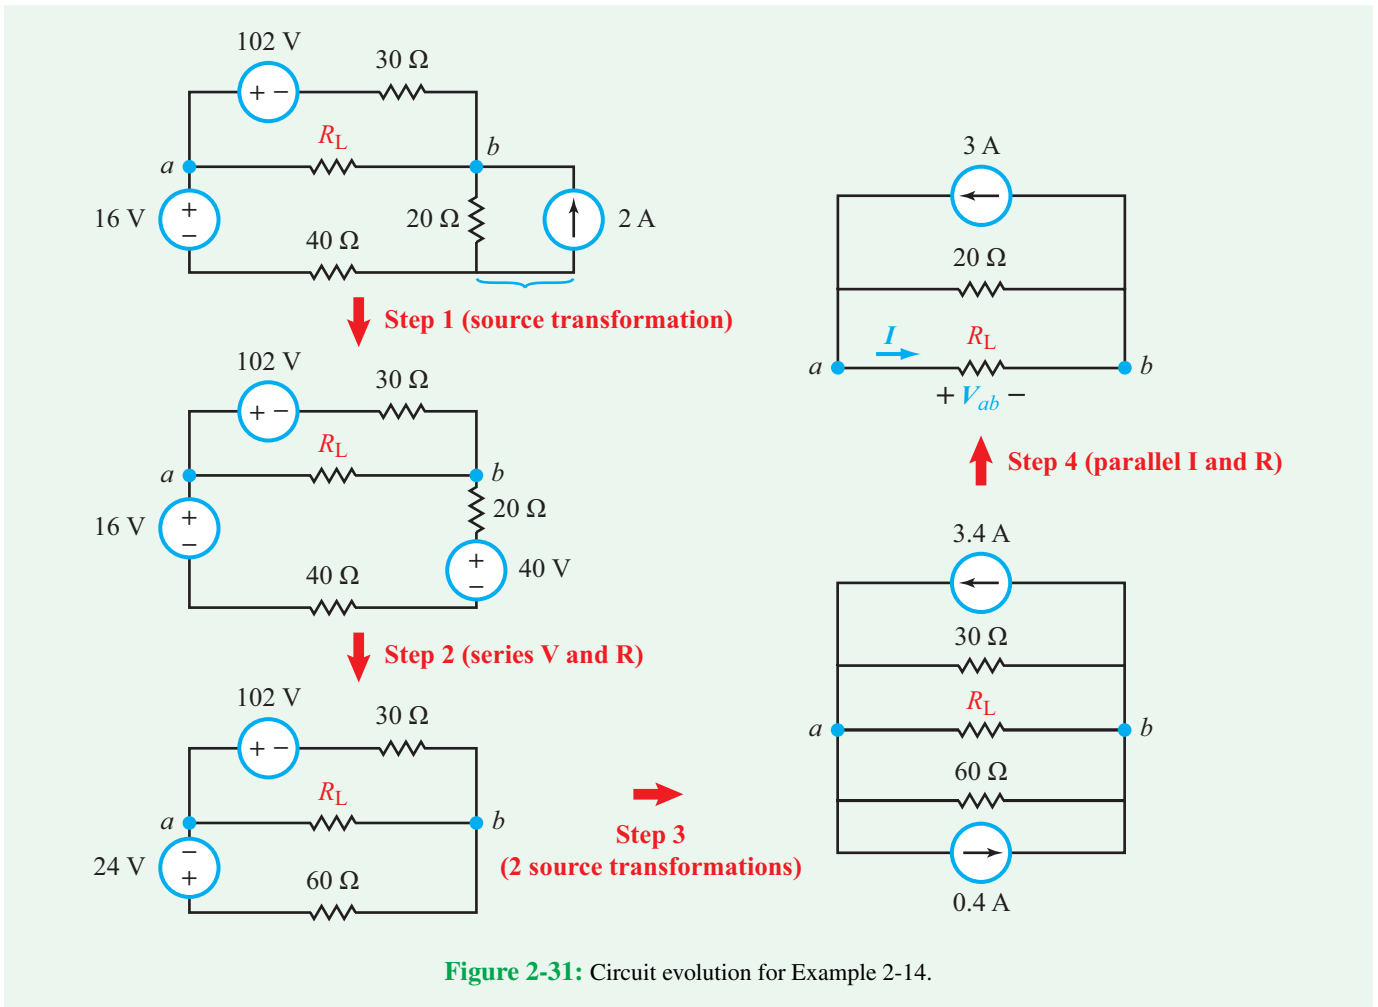 102 V
30 Ω
R_L
a
b
16 V
+ −
+
−
20 Ω
2 A
40 Ω
Step 1 (source transformation)
102 V
30 Ω
+ −
R_L
a
b
20 Ω
16 V
+
−
+
−
40 V
40 Ω
Step 2 (series V and R)
102 V
30 Ω
+ −
R_L
a
b
24 V
−
+
60 Ω
Step 3
(2 source transformations)
3.4 A
30 Ω
R_L
a
b
60 Ω
0.4 A
Step 4 (parallel I and R)
3 A
20 Ω
I
R_L
a
b
+ V_ab −
Figure 2-31: Circuit evolution for Example 2-14.